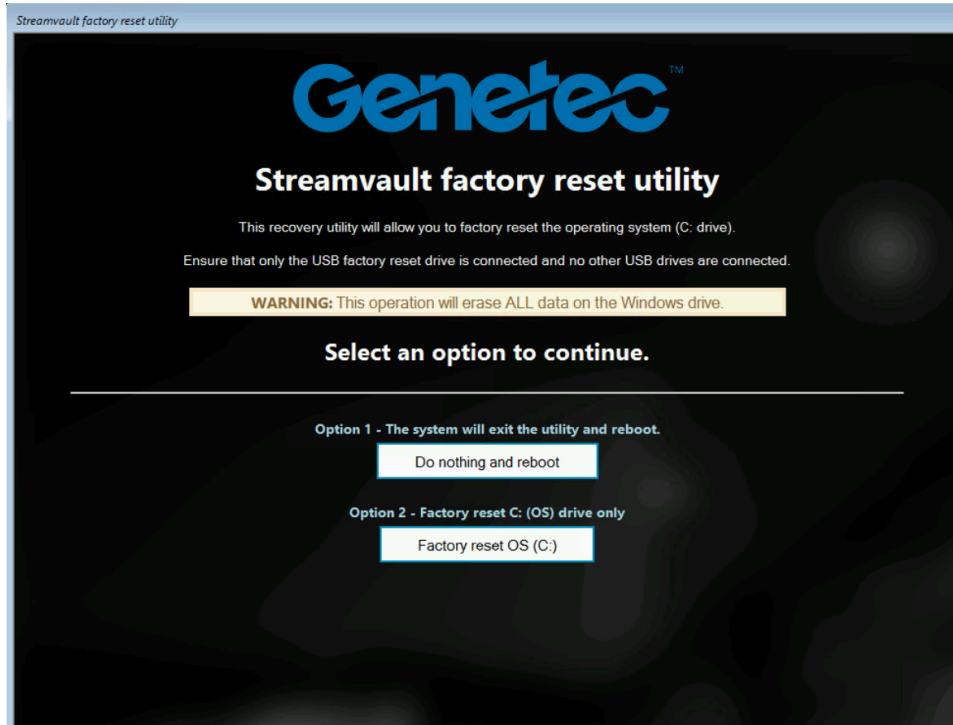 Streamvault factory reset utility
Genetec™
Streamvault factory reset utility
This recovery utility will allow you to factory reset the operating system (C: drive).
Ensure that only the USB factory reset drive is connected and no other USB drives are connected.
WARNING: This operation will erase ALL data on the Windows drive.
Select an option to continue.
Option 1 - The system will exit the utility and reboot.
Do nothing and reboot
Option 2 - Factory reset C: (OS) drive only
Factory reset OS (C:)